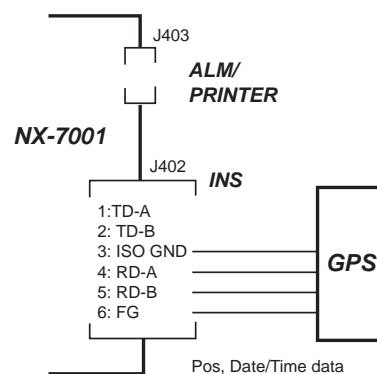 J403
ALM/
PRINTER
NX-7001
J402
INS
1:TD-A
2: TD-B
3: ISO GND
4: RD-A
5: RD-B
6: FG
GPS
Pos, Date/Time data